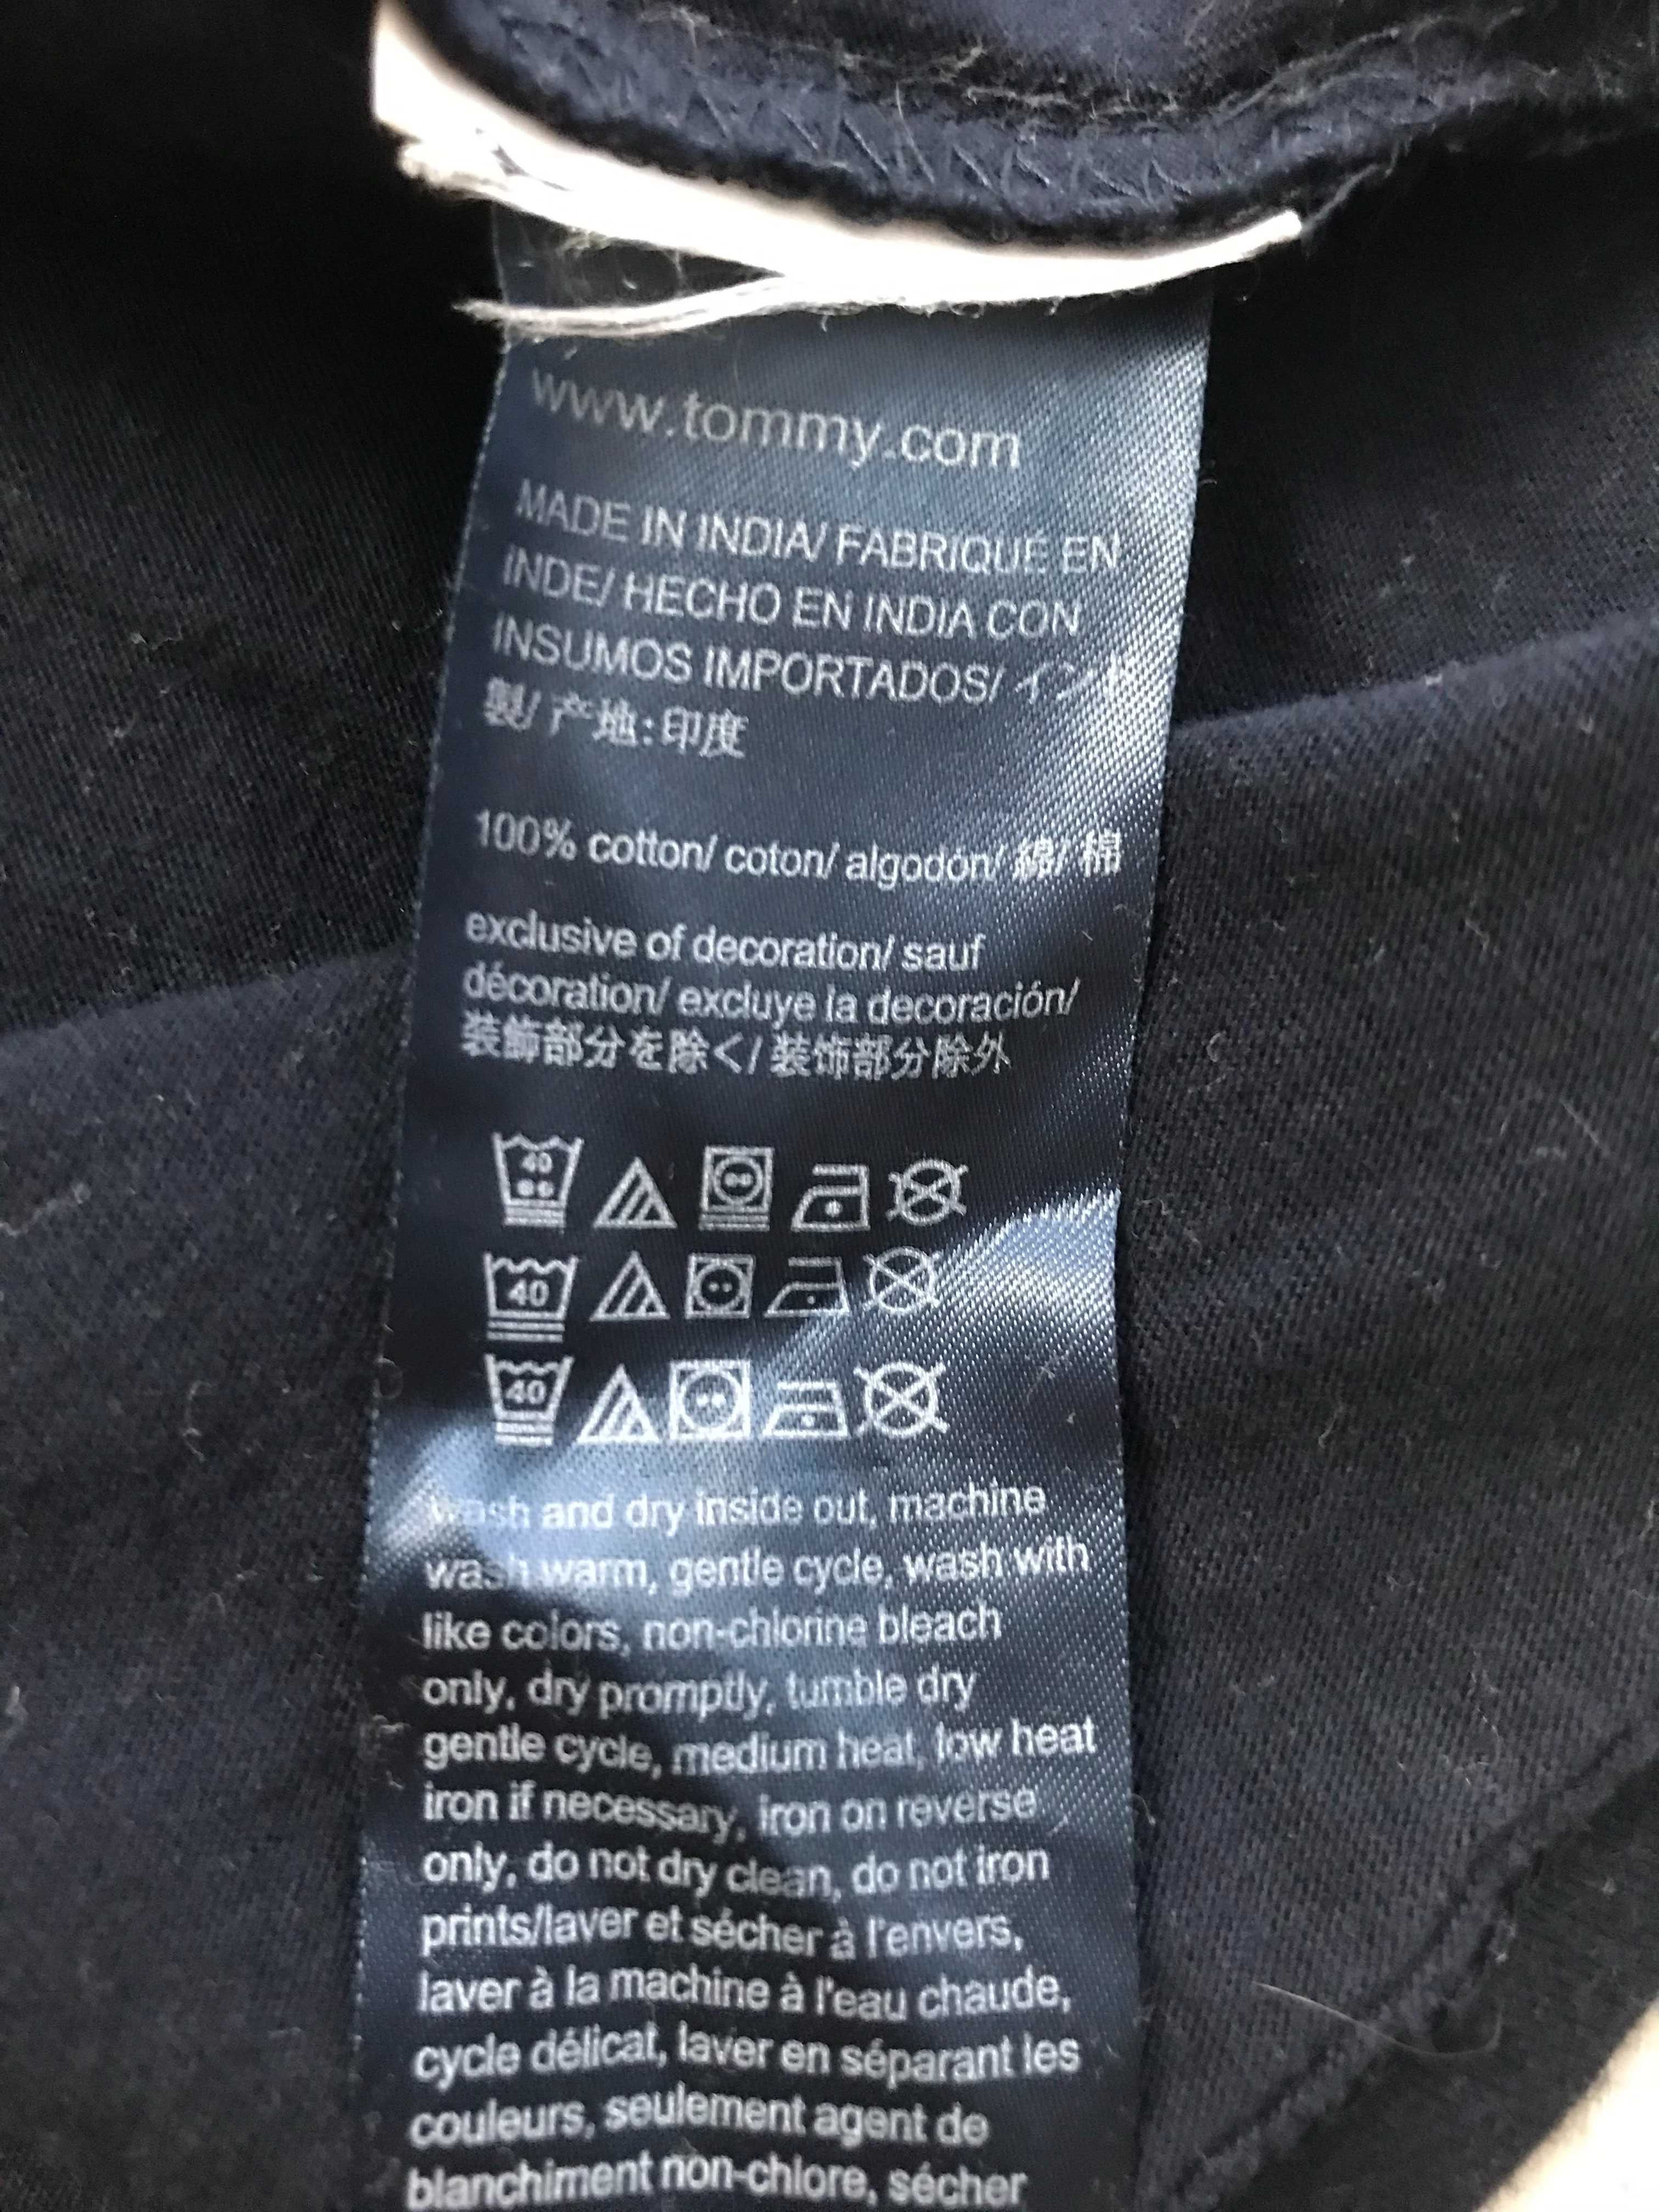 www.tommy.com
MADE IN INDIA/ FABRIQUÉ EN
INDE/ HECHO EN INDIA CON
INSUMOS IMPORTADOS/ インド
製/ 产地:印度
100% cotton/ coton/ algodón/ 綿/ 棉
exclusive of decoration/ sauf
décoration/ excluye la decoración/
装飾部分を除く/ 装饰部分除外
40
40
40
wash and dry inside out, machine
wash warm, gentle cycle, wash with
like colors, non-chlorine bleach
only, dry promptly, tumble dry
gentle cycle, medium heat, low heat
iron if necessary, iron on reverse
only, do not dry clean, do not iron
prints/laver et sécher à l'envers,
laver à la machine à l'eau chaude,
cycle délicat, laver en séparant les
couleurs, seulement agent de
blanchiment non-chlore, sécher